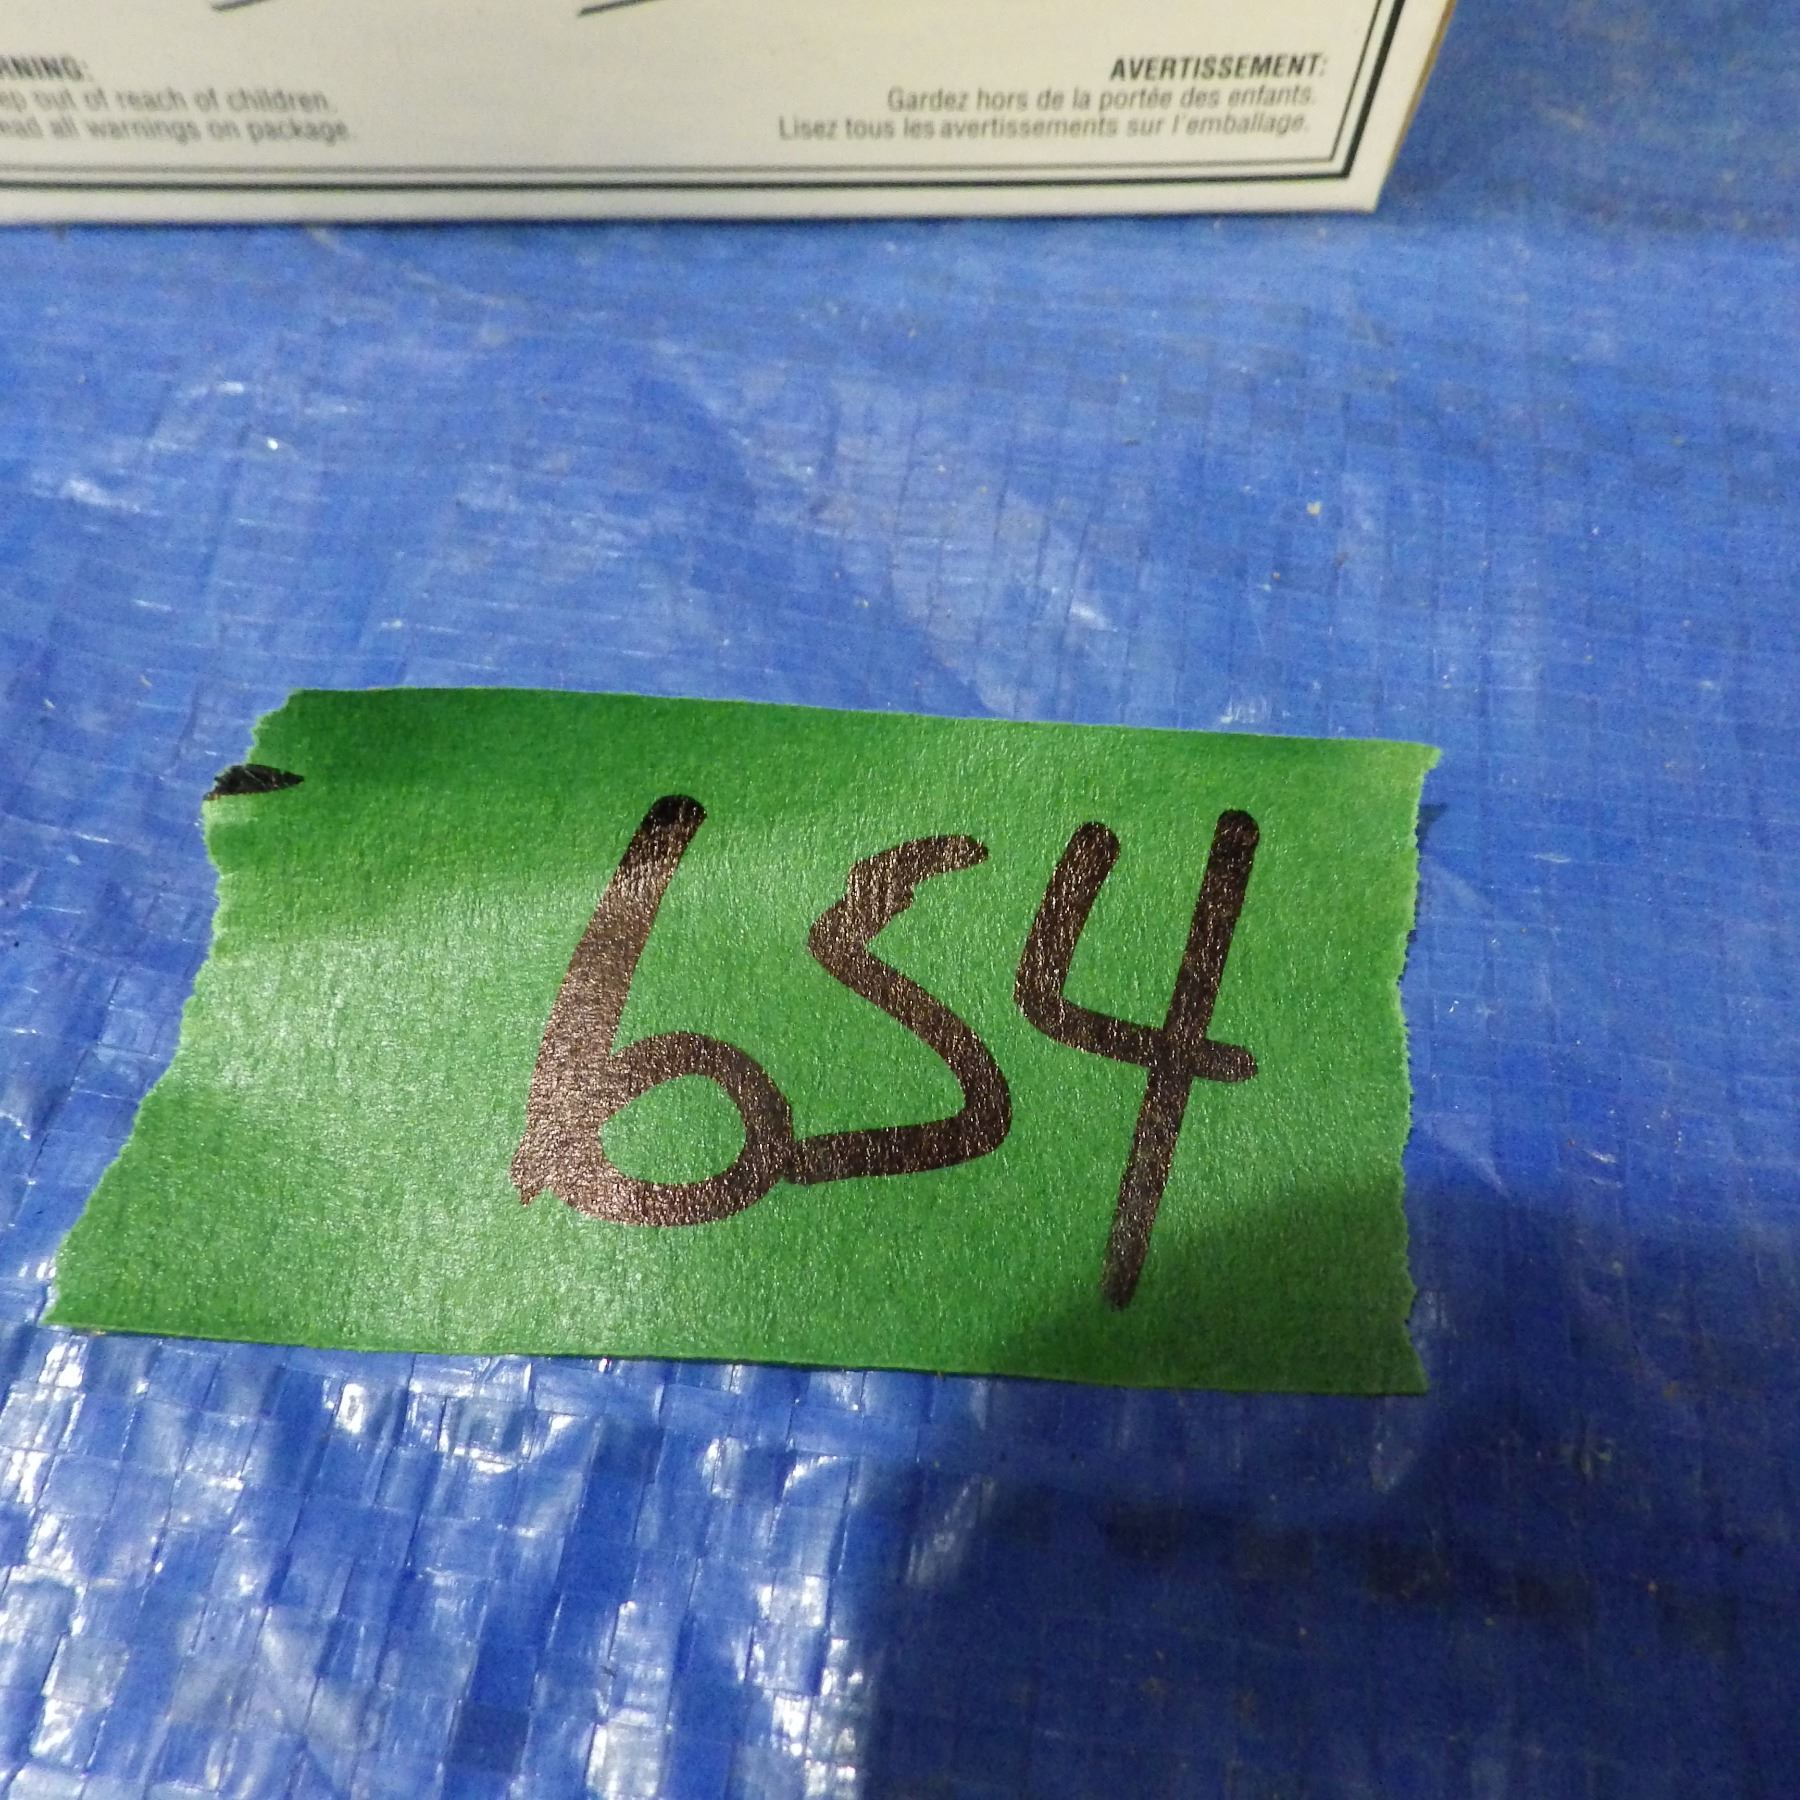 RNING:
ep out of reach of children.
ead all warnings on package.
AVERTISSEMENT:
Gardez hors de la portée des enfants.
Lisez tous les avertissements sur l'emballage.
654